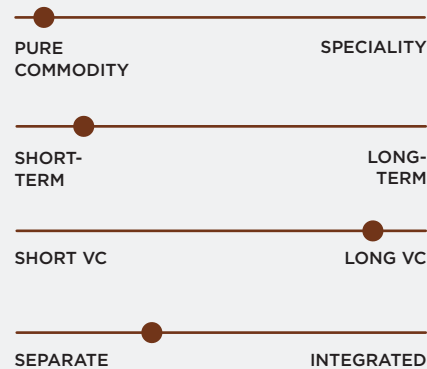 PURE
COMMODITY
SPECIALITY
SHORT-
TERM
LONG-
TERM
SHORT VC
LONG VC
SEPARATE
INTEGRATED